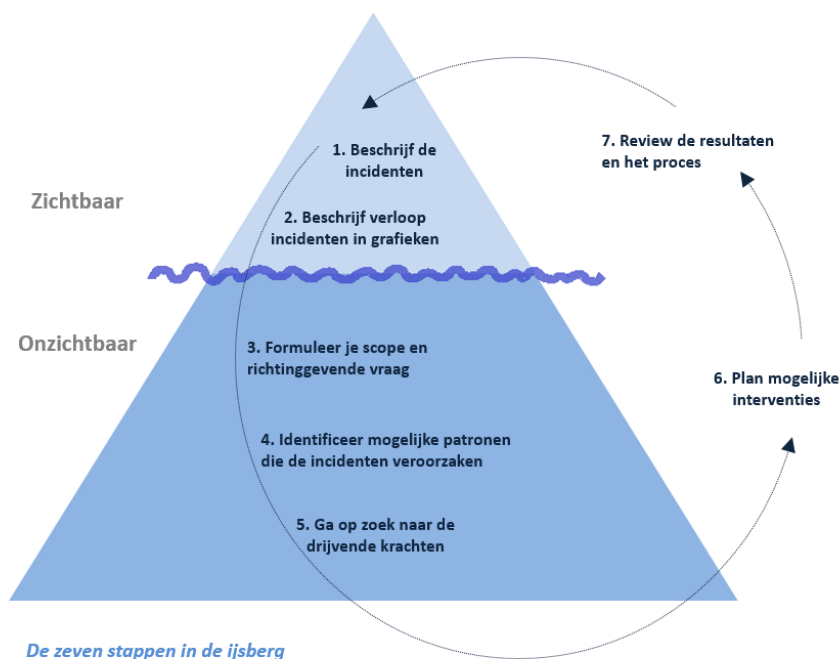 1. Beschrijf de
incidenten
7. Review de resultaten
en het proces
Zichtbaar
2. Beschrijf verloop
incidenten in grafieken
Onzichtbaar
3. Formuleer je scope en
richtinggevende vraag
6. Plan mogelijke
interventies
4. Identificeer mogelijke patronen
die de incidenten veroorzaken
5. Ga op zoek naar de
drijvende krachten
De zeven stappen in de ijsberg